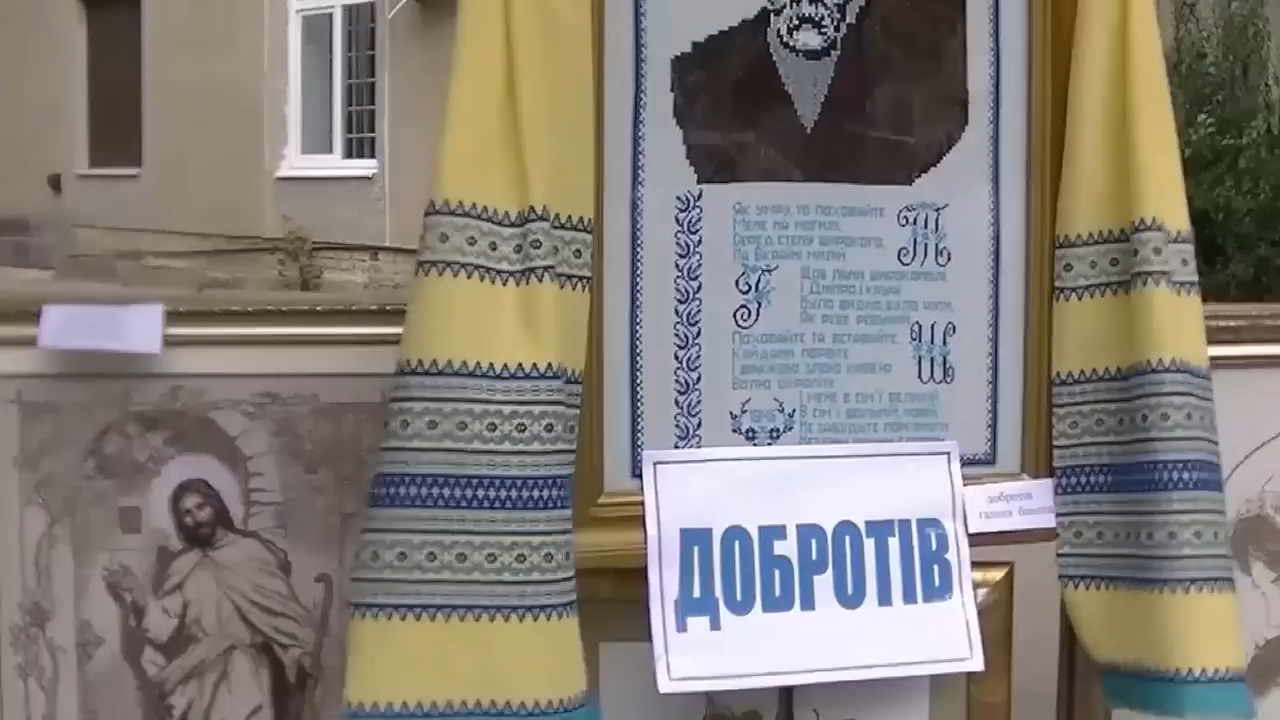 Як умру, то поховайте
Мене на могилі,
Серед степу широкого,
На Вкраїні милій
Т
Щоб лани широкополі,
І Дніпро, і кручі
Г
Було видно, було чути,
Як реве ревучий.
Поховайте та вставайте,
Кайдани порвіте
Ш
І вражою злою кров'ю
Волю окропіте.
І мене в сім'ї великій,
В сім'ї вольній, новій,
Не забудьте пом'янути
ДОБРОТІВ
добротів
галина